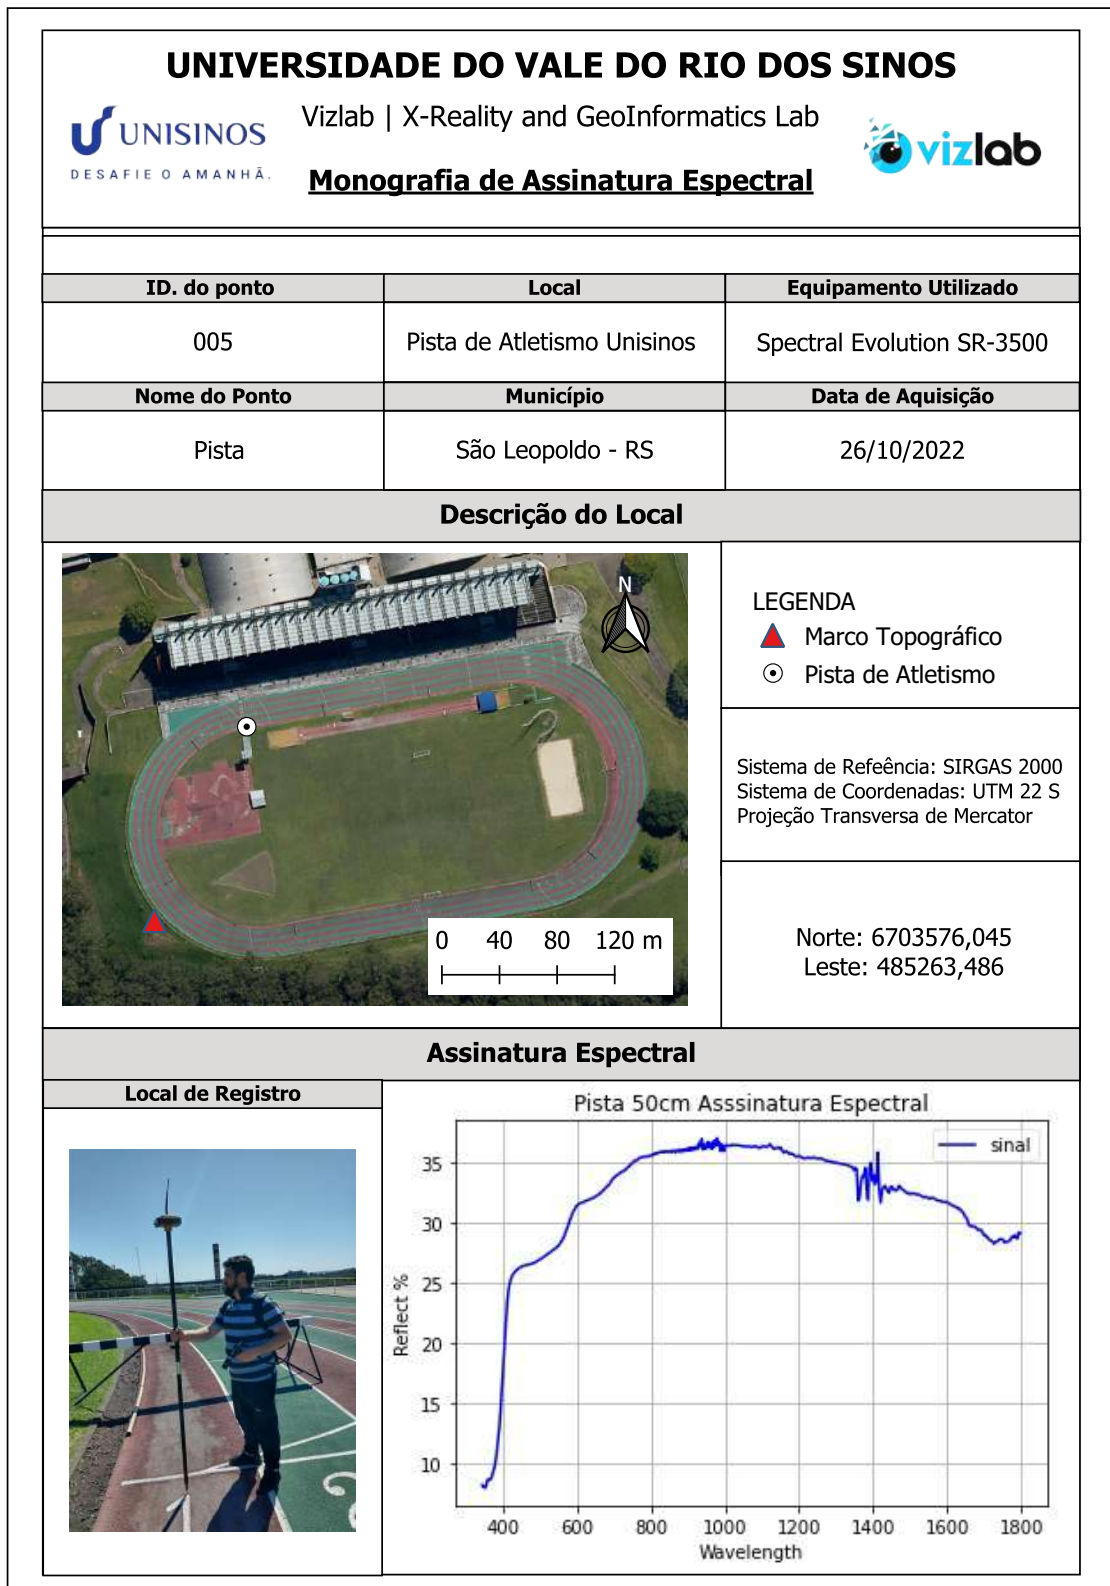 UNIVERSIDADE DO VALE DO RIO DOS SINOS
Vizlab | X-Reality and GeoInformatics Lab
UNISINOS
DESAFIE O AMANHÃ.
vizlab
Monografia de Assinatura Espectral
ID. do ponto
Local
Equipamento Utilizado
005
Pista de Atletismo Unisinos
Spectral Evolution SR-3500
Nome do Ponto
Município
Data de Aquisição
Pista
São Leopoldo - RS
26/10/2022
Descrição do Local
N
0 40 80 120 m
LEGENDA
Marco Topográfico
Pista de Atletismo
Sistema de Refeência: SIRGAS 2000
Sistema de Coordenadas: UTM 22 S
Projeção Transversa de Mercator
Norte: 6703576,045
Leste: 485263,486
Assinatura Espectral
Local de Registro
Pista 50cm Asssinatura Espectral
sinal
35
30
25
20
15
10
Reflect %
400 600 800 1000 1200 1400 1600 1800
Wavelength